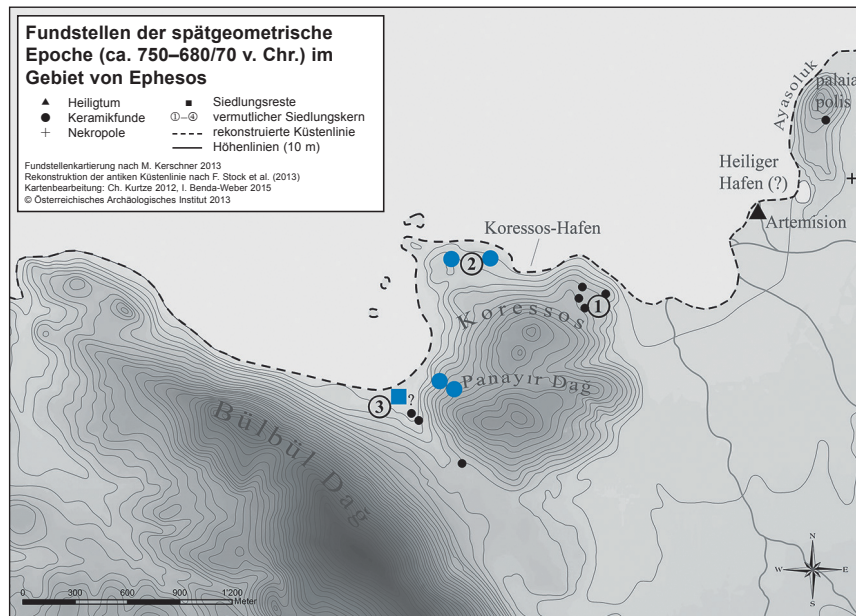 Fundstellen der spätgeometrische
Epoche (ca. 750–680/70 v. Chr.) im
Gebiet von Ephesos
Heiligtum
Keramikfunde
Nekropole
Siedlungsreste
①–④ vermutlicher Siedlungskern
rekonstruierte Küstenlinie
Höhenlinien (10 m)
Fundstellenkartierung nach M. Kerschner 2013
Rekonstruktion der antiken Küstenlinie nach F. Stock et al. (2013)
Kartenbearbeitung: Ch. Kurtze 2012, I. Benda-Weber 2015
© Österreichisches Archäologisches Institut 2013
Ayasoluk
palaia
polis
Heiliger
Hafen (?)
Artemision
Koressos-Hafen
2
1
Koressos
Panayır Dag
3
?
Bülbül Dag
0 300 600 900 1.200
Meter
N
W E
S